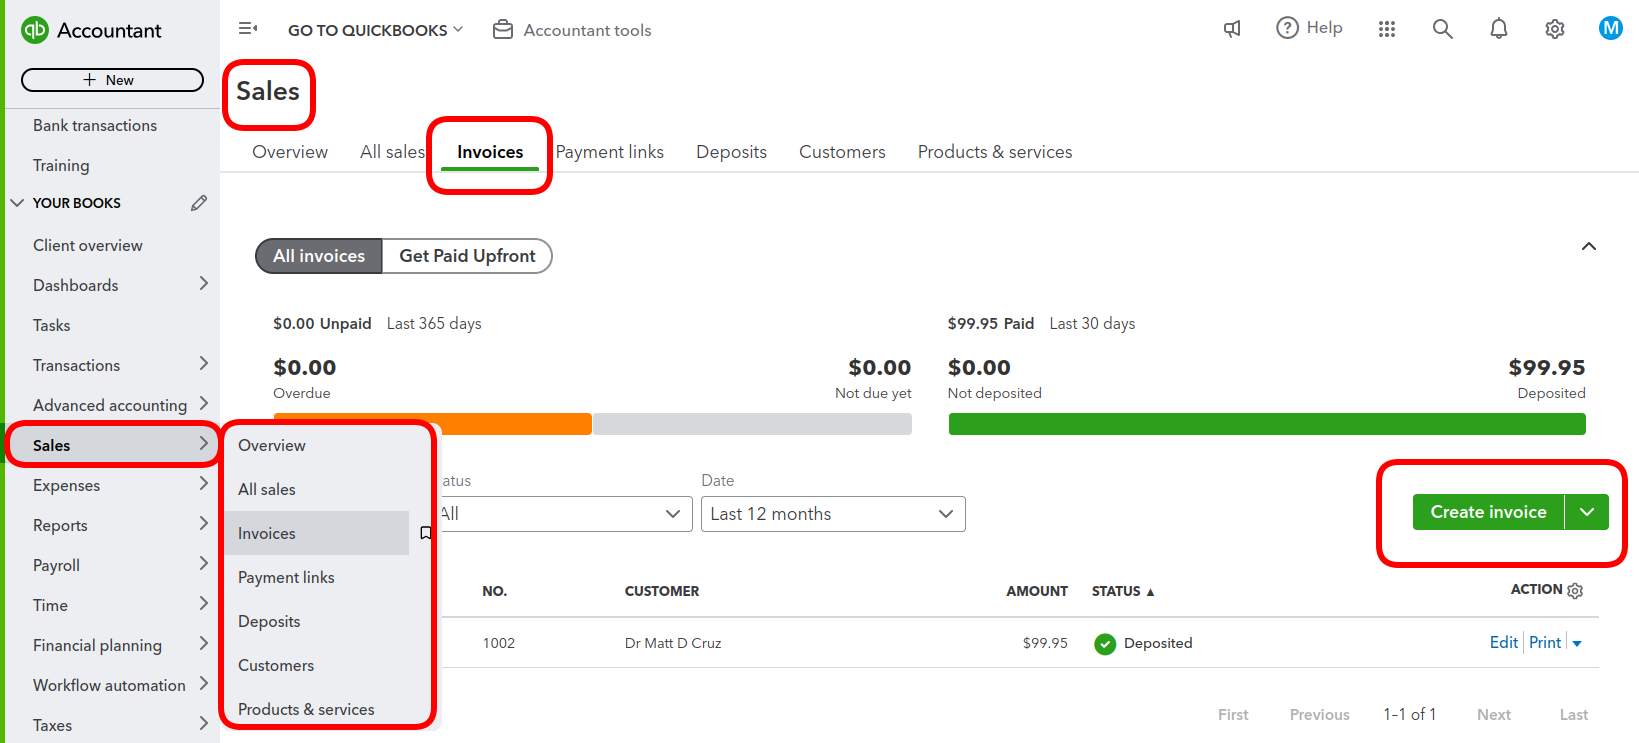 qb Accountant
GO TO QUICKBOOKS
Accountant tools
Help
M
+ New
Sales
Bank transactions
Training
YOUR BOOKS
Client overview
Dashboards
Tasks
Transactions
Advanced accounting
Sales
Expenses
Reports
Payroll
Time
Financial planning
Workflow automation
Taxes
Overview
All sales
Invoices
Payment links
Deposits
Customers
Products & services
Overview All sales Invoices Payment links Deposits Customers Products & services
All invoices Get Paid Upfront
$0.00 Unpaid Last 365 days
$99.95 Paid Last 30 days
$0.00 $0.00
Overdue Not due yet
$0.00 $99.95
Not deposited Deposited
atus
All
Date
Last 12 months
Create invoice
NO. CUSTOMER AMOUNT STATUS ▲ ACTION
1002 Dr Matt D Cruz $99.95 Deposited Edit Print
First Previous 1-1 of 1 Next Last